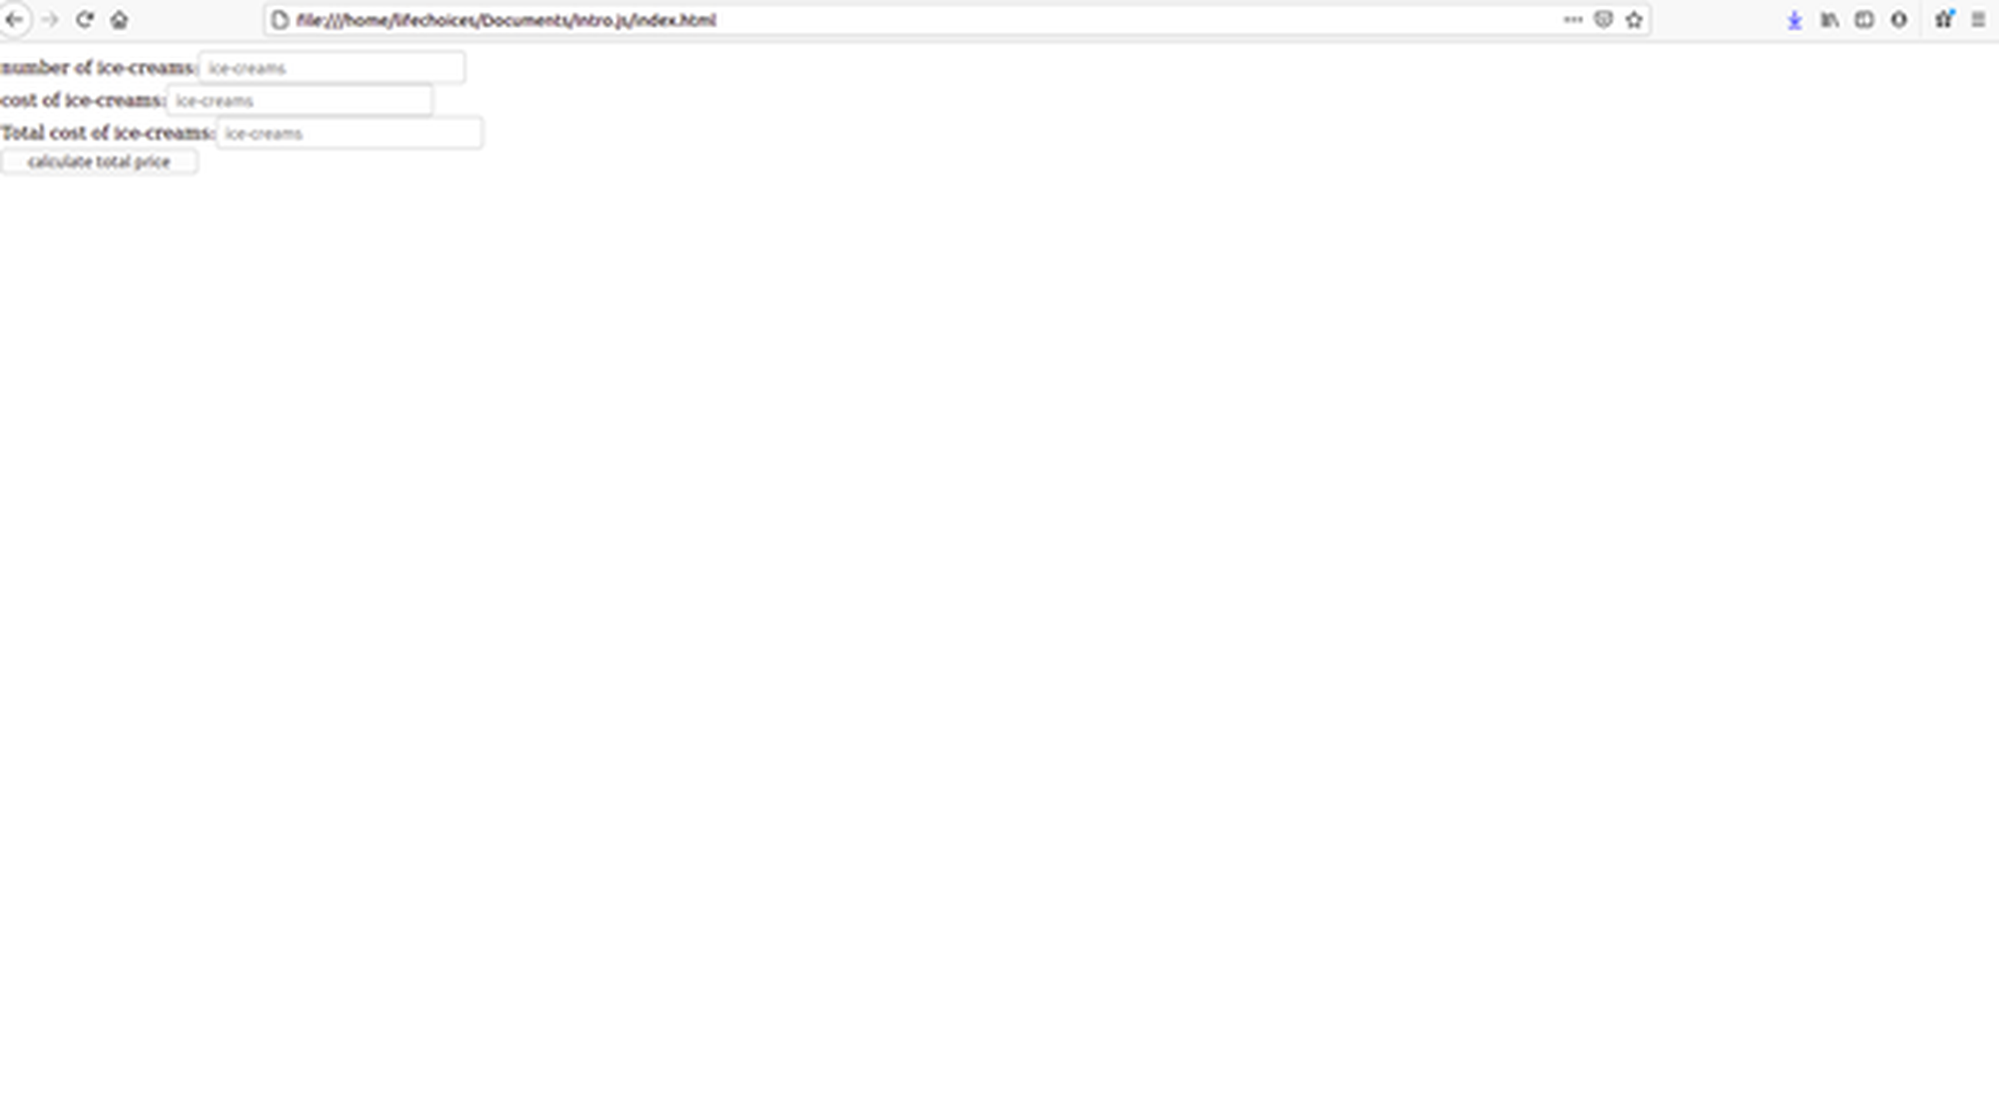 file:///home/lifechoices/Documents/intro.js/index.html
number of ice-creams: ice-creams
cost of ice-creams: ice-creams
Total cost of ice-creams: ice-creams
calculate total price